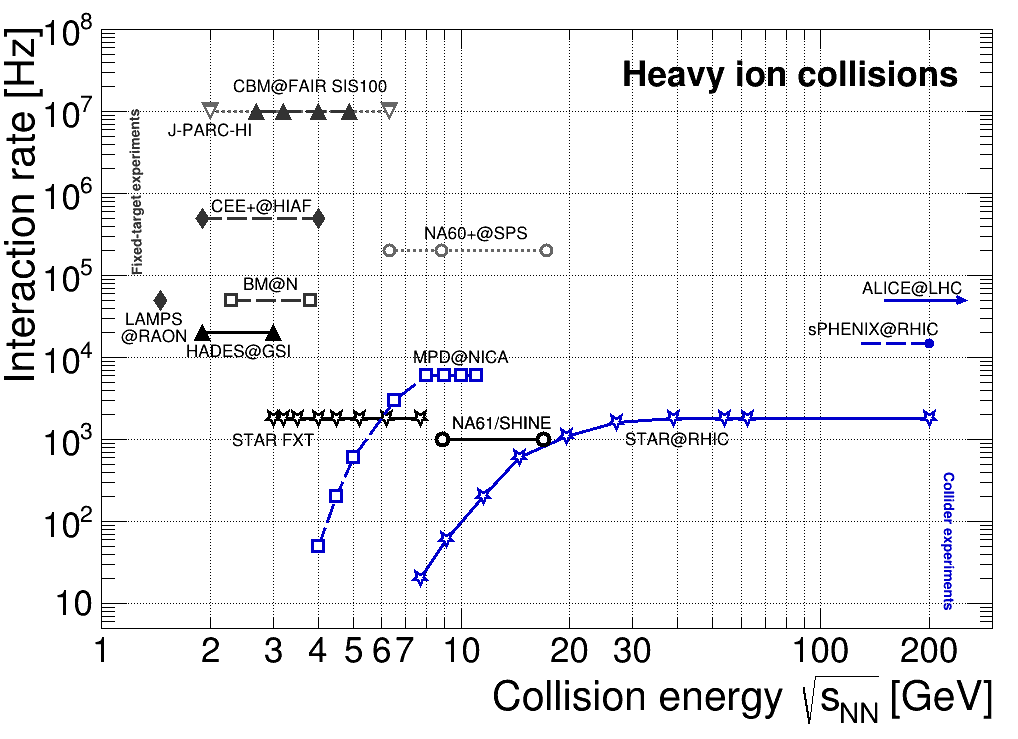 Interaction rate [Hz]
10^8
10^7
10^6
10^5
10^4
10^3
10^2
10
Heavy ion collisions
Fixed-target experiments
CBM@FAIR SIS100
J-PARC-HI
CEE+@HIAF
NA60+@SPS
BM@N
ALICE@LHC
LAMPS
@RAON
sPHENIX@RHIC
HADES@GSI
MPD@NICA
NA61/SHINE
STAR FXT
STAR@RHIC
Collider experiments
1 2 3 4 5 6 7 10 20 30 100 200
Collision energy √s_NN [GeV]